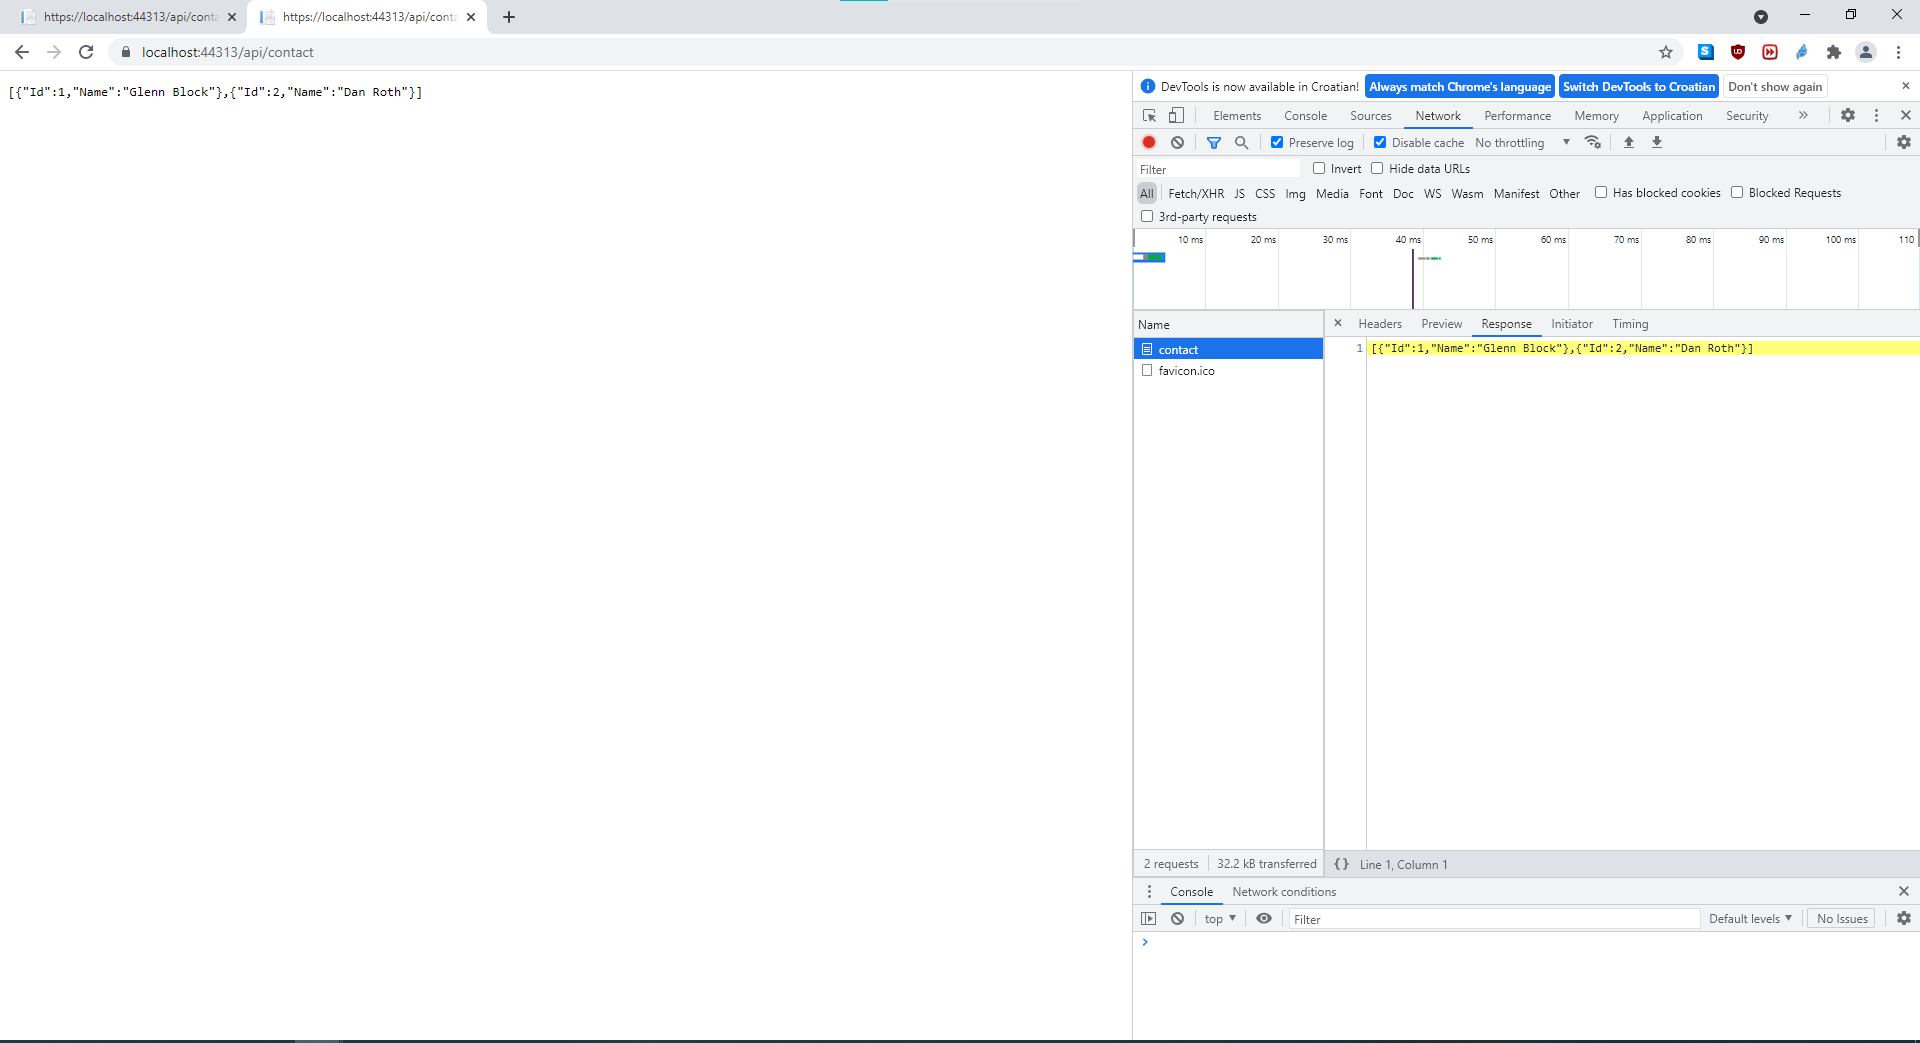 https://localhost:44313/api/conta
https://localhost:44313/api/conta
localhost:44313/api/contact
[{"Id":1,"Name":"Glenn Block"},{"Id":2,"Name":"Dan Roth"}]
DevTools is now available in Croatian! Always match Chrome's language Switch DevTools to Croatian Don't show again
Elements Console Sources Network Performance Memory Application Security
Preserve log Disable cache No throttling
Filter Invert Hide data URLs
All Fetch/XHR JS CSS Img Media Font Doc WS Wasm Manifest Other Has blocked cookies Blocked Requests
3rd-party requests
10 ms 20 ms 30 ms 40 ms 50 ms 60 ms 70 ms 80 ms 90 ms 100 ms 110
Name
contact
favicon.ico
Headers Preview Response Initiator Timing
1 [{"Id":1,"Name":"Glenn Block"},{"Id":2,"Name":"Dan Roth"}]
2 requests 32.2 kB transferred
{} Line 1, Column 1
Console Network conditions
top Filter Default levels No Issues